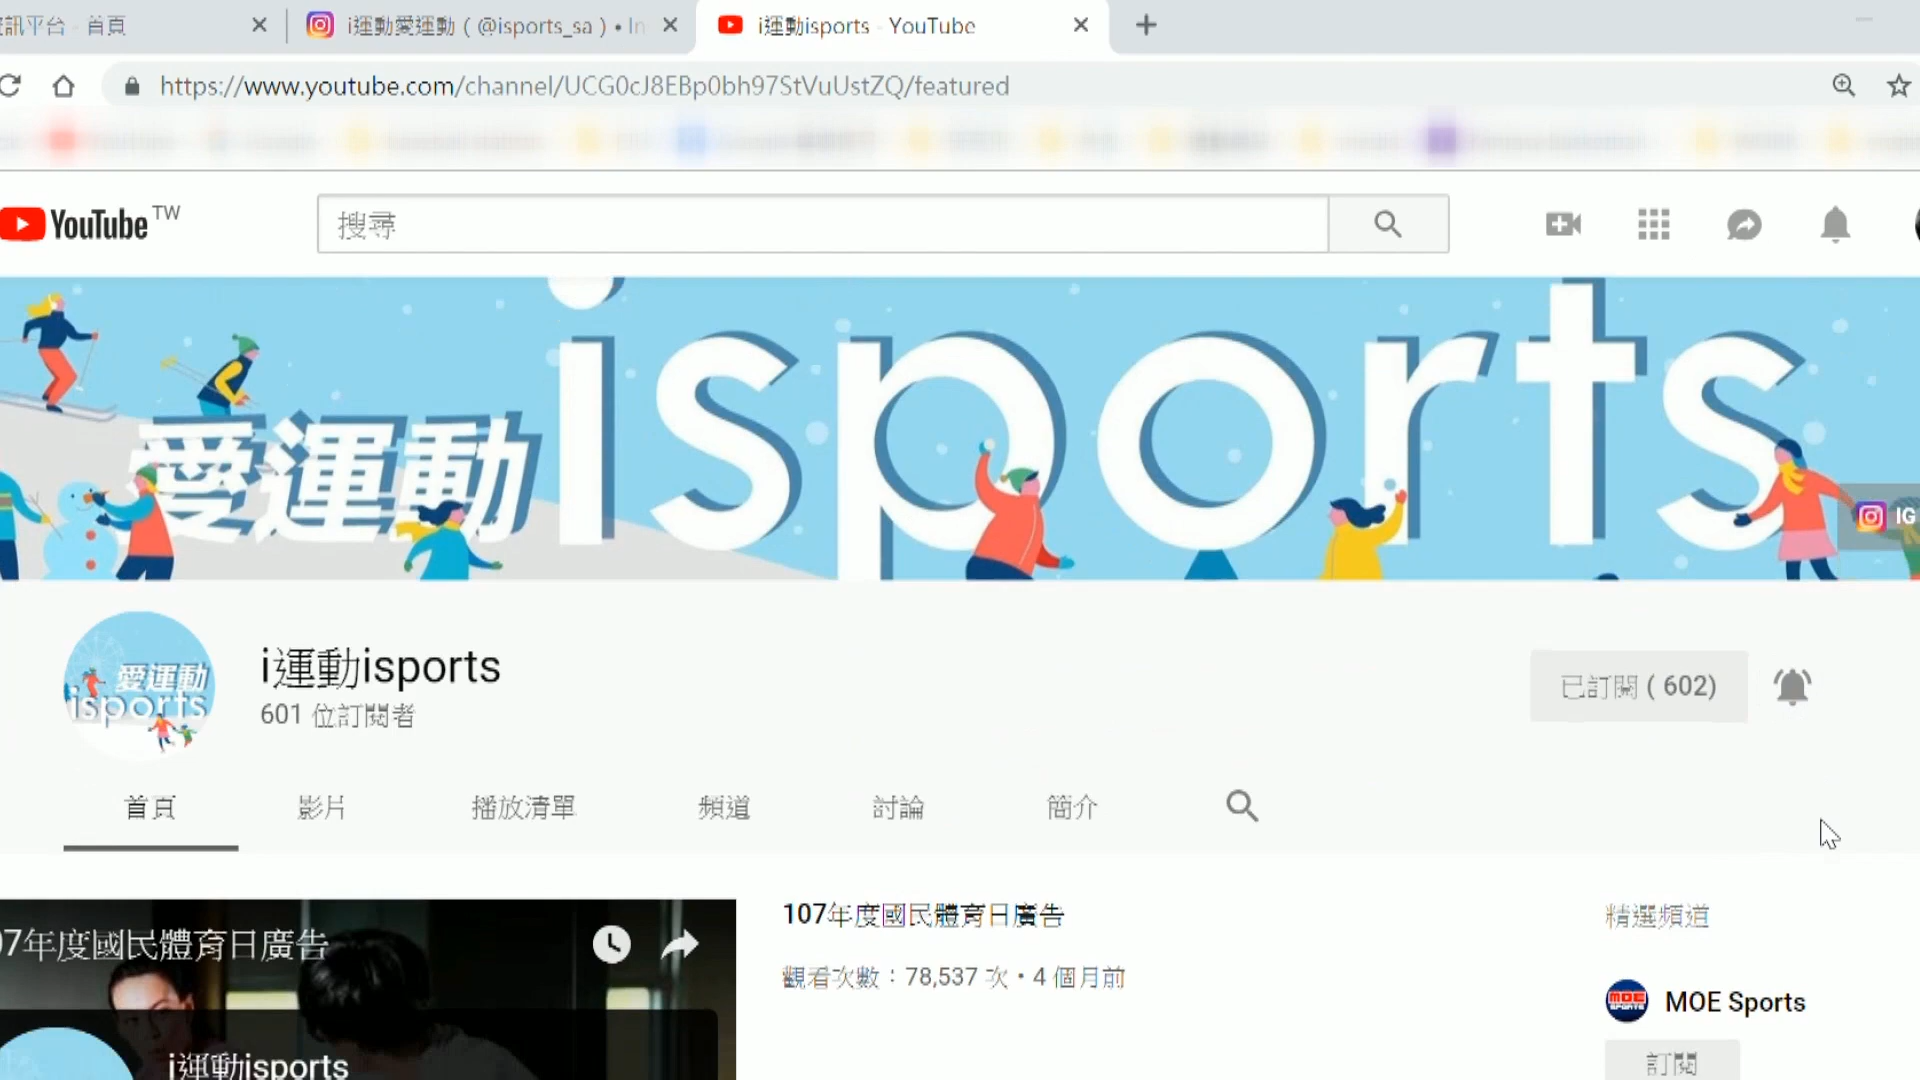 訊平台 - 首頁
i運動愛運動 ( @isports_sa ) • In
i運動isports - YouTube
https://www.youtube.com/channel/UCG0cJ8EBp0bh97StVuUstZQ/featured
YouTube TW
搜尋
愛運動 isports
IG
愛運動
isports
i運動isports
601 位訂閱者
已訂閱 ( 602)
首頁
影片
播放清單
頻道
討論
簡介
7年度國民體育日廣告
i運動isports
107年度國民體育日廣告
觀看次數：78,537 次・4 個月前
精選頻道
MOE SPORTS
MOE Sports
訂閱